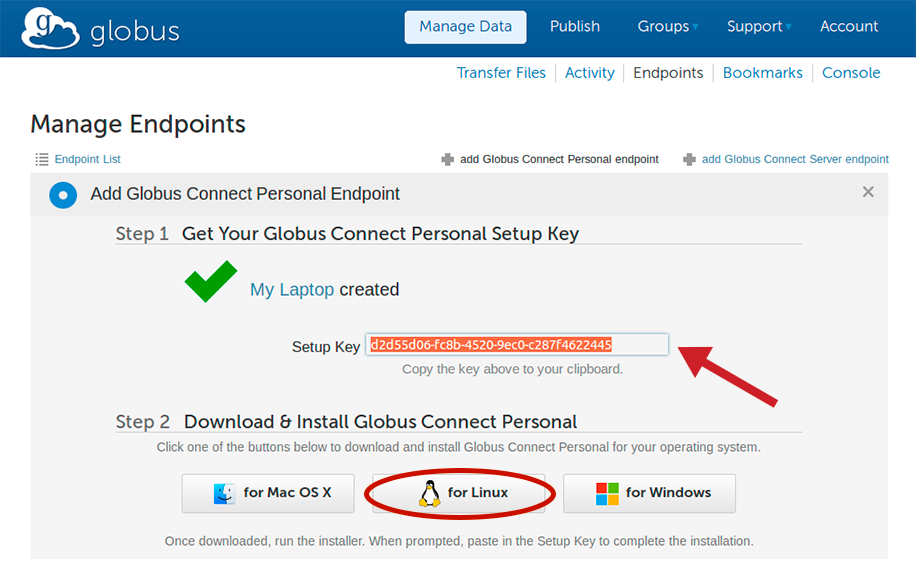 g globus
Manage Data Publish Groups Support Account
Transfer Files Activity Endpoints Bookmarks Console
Manage Endpoints
Endpoint List add Globus Connect Personal endpoint add Globus Connect Server endpoint
Add Globus Connect Personal Endpoint
Step 1 Get Your Globus Connect Personal Setup Key
My Laptop created
Setup Key d2d55d06-fc8b-4520-9ec0-c287f4622445
Copy the key above to your clipboard.
Step 2 Download & Install Globus Connect Personal
Click one of the buttons below to download and install Globus Connect Personal for your operating system.
for Mac OS X for Linux for Windows
Once downloaded, run the installer. When prompted, paste in the Setup Key to complete the installation.